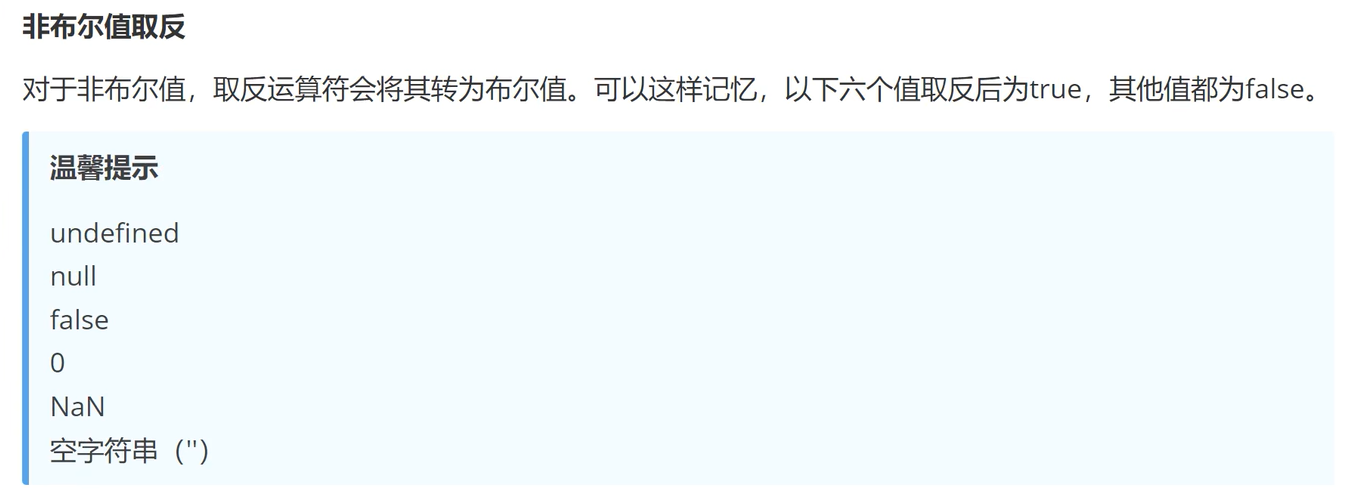 非布尔值取反
对于非布尔值，取反运算符会将其转为布尔值。可以这样记忆，以下六个值取反后为true，其他值都为false。
温馨提示
undefined
null
false
0
NaN
空字符串（''）